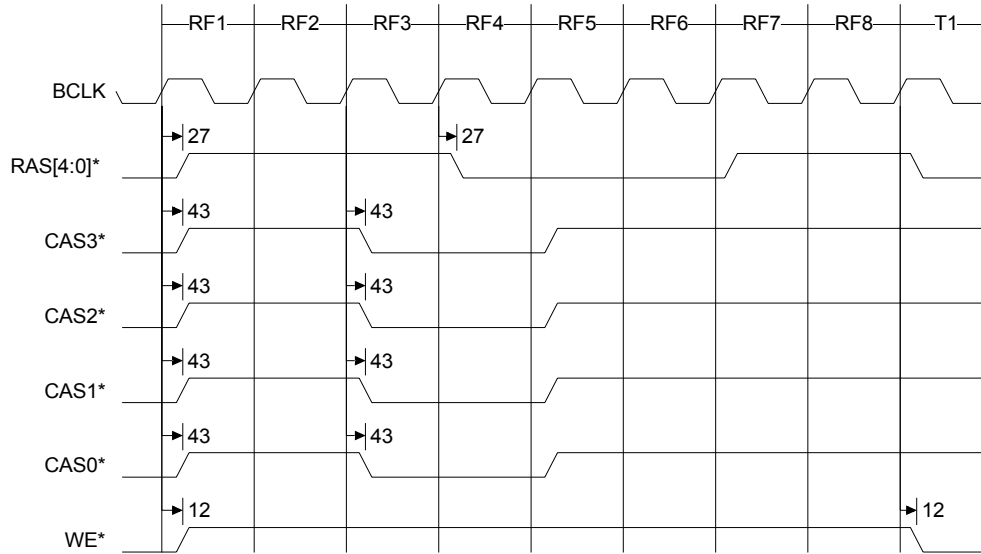 RF1 RF2 RF3 RF4 RF5 RF6 RF7 RF8 T1
BCLK
27 27
RAS[4:0]*
43 43
CAS3*
43 43
CAS2*
43 43
CAS1*
43 43
CAS0*
12 12
WE*